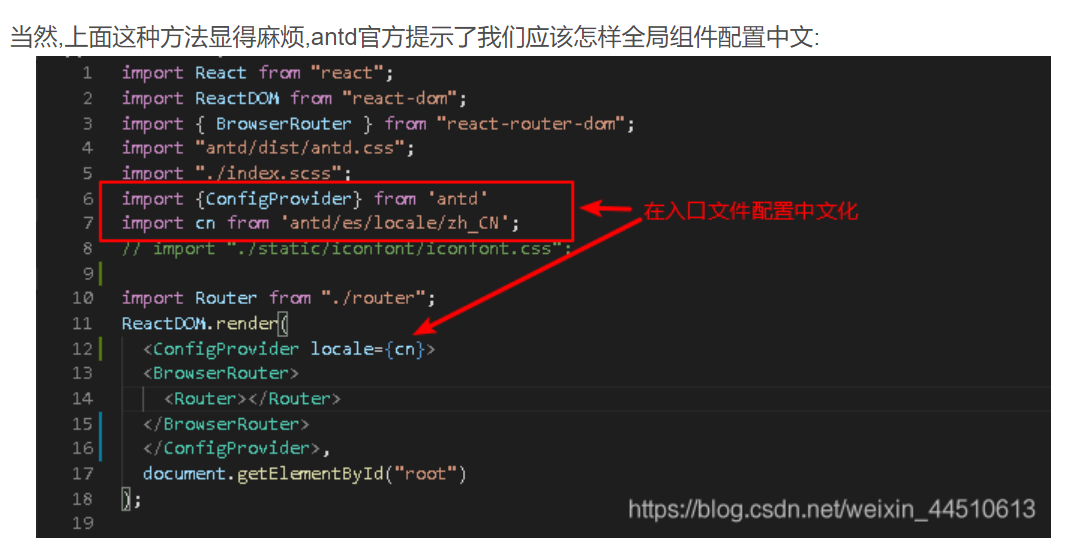 当然,上面这种方法显得麻烦,antd官方提示了我们应该怎样全局组件配置中文:
1 import React from "react";
2 import ReactDOM from "react-dom";
3 import { BrowserRouter } from "react-router-dom";
4 import "antd/dist/antd.css";
5 import "./index.scss";
6 import {ConfigProvider} from 'antd'
7 import cn from 'antd/es/locale/zh_CN';
在入口文件配置中文化
8 // import "./static/iconfont/iconfont.css";
9
10 import Router from "./router";
11 ReactDOM.render(
12 <ConfigProvider locale={cn}>
13 <BrowserRouter>
14 <Router></Router>
15 </BrowserRouter>
16 </ConfigProvider>,
17 document.getElementById("root")
18 );
https://blog.csdn.net/weixin_44510613
19